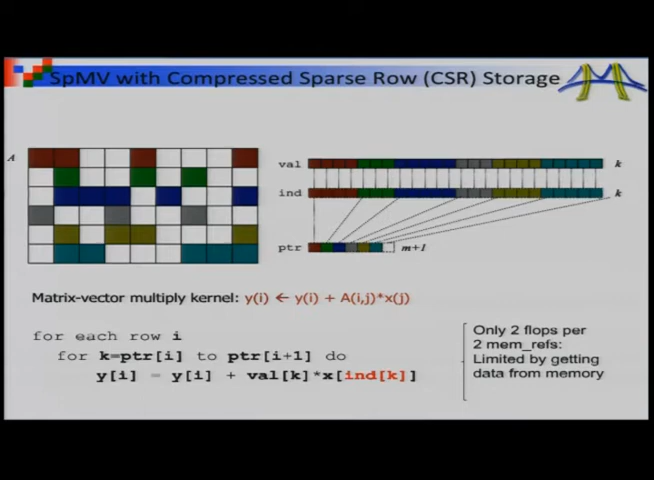 SpMV with Compressed Sparse Row (CSR) Storage
A
val
k
ind
k
ptr
m+1
Matrix-vector multiply kernel: y(i) ← y(i) + A(i,j)*x(j)
for each row i
for k=ptr[i] to ptr[i+1] do
y[i] = y[i] + val[k]*x[ind[k]]
Only 2 flops per
2 mem_refs:
Limited by getting
data from memory